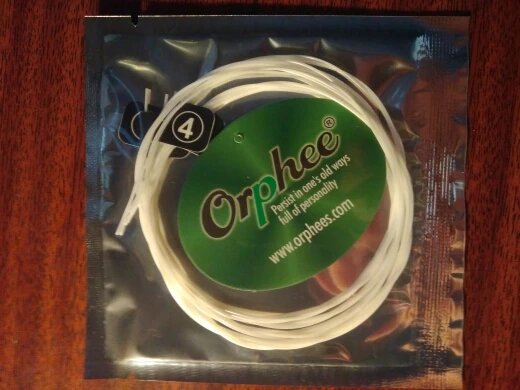 4
Orphee®
Persist in one's old ways
full of personality
www.orphees.com